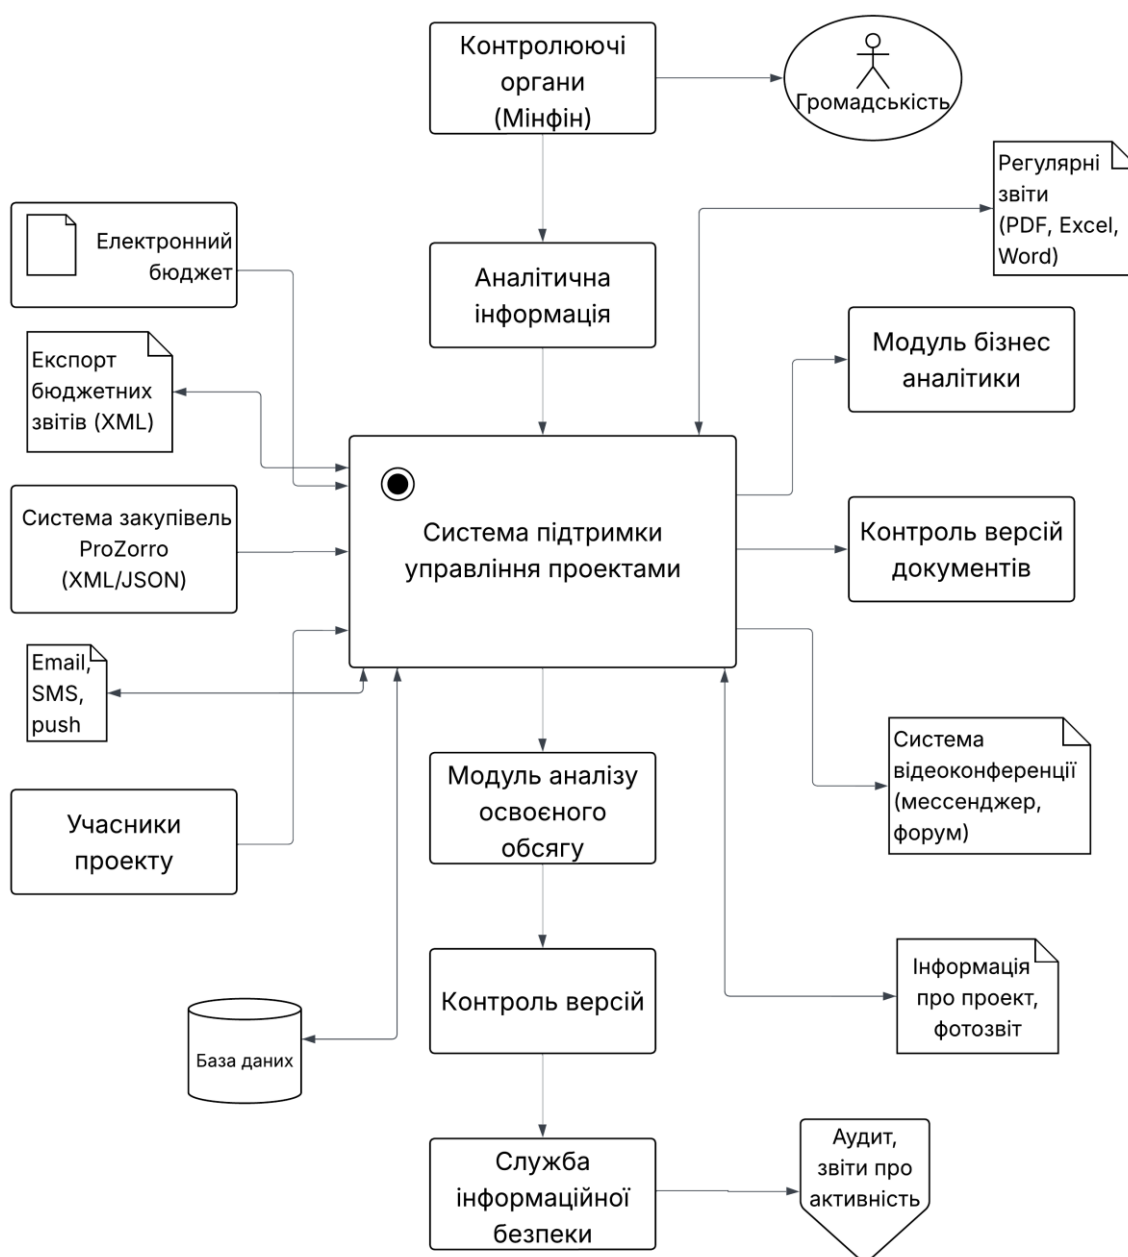 Контролюючі
органи
(Мінфін)
Громадськість
Регулярні
звіти
(PDF, Excel,
Word)
Електронний
бюджет
Аналітична
інформація
Експорт
бюджетних
звітів (XML)
Модуль бізнес
аналітики
Система закупівель
ProZorro
(XML/JSON)
Система підтримки
управління проектами
Контроль версій
документів
Email,
SMS,
push
Учасники
проекту
Модуль аналізу
освоєного
обсягу
Система
відеоконференції
(мессенджер,
форум)
Контроль версій
Інформація
про проект,
фотозвіт
База даних
Служба
інформаційної
безпеки
Аудит,
звіти про
активність